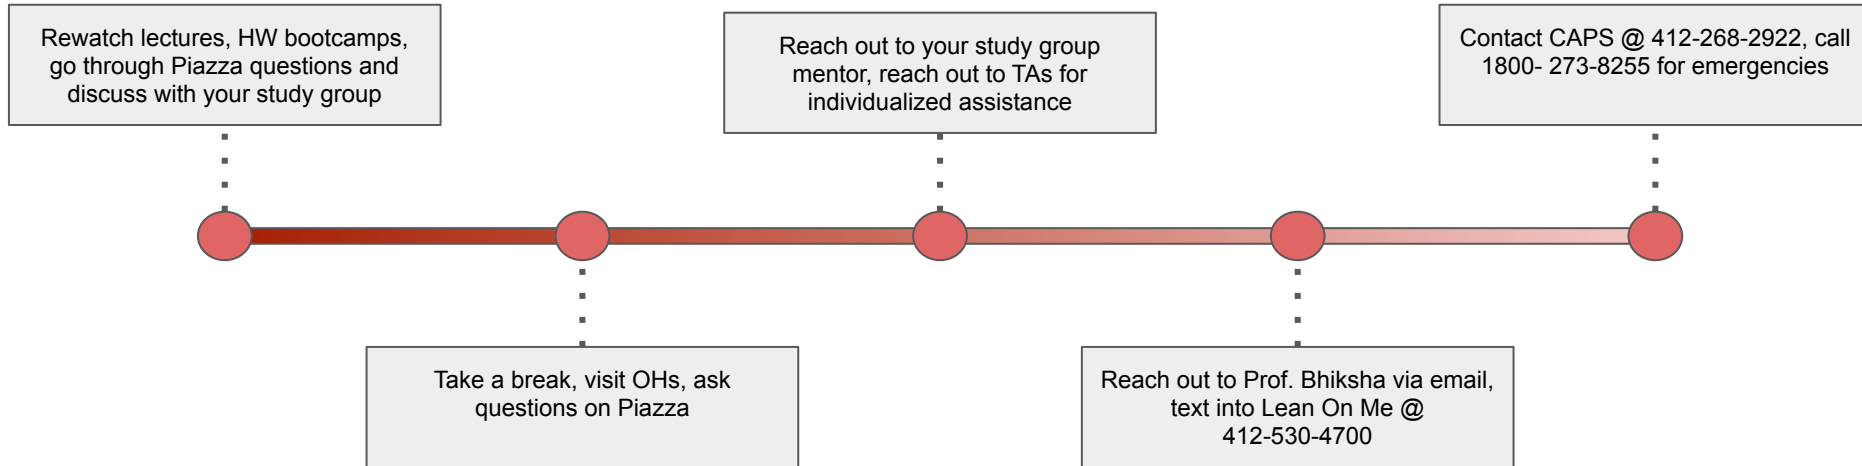 Rewatch lectures, HW bootcamps,
go through Piazza questions and
discuss with your study group
Take a break, visit OHs, ask
questions on Piazza
Reach out to your study group
mentor, reach out to TAs for
individualized assistance
Reach out to Prof. Bhiksha via email,
text into Lean On Me @
412-530-4700
Contact CAPS @ 412-268-2922, call
1800- 273-8255 for emergencies